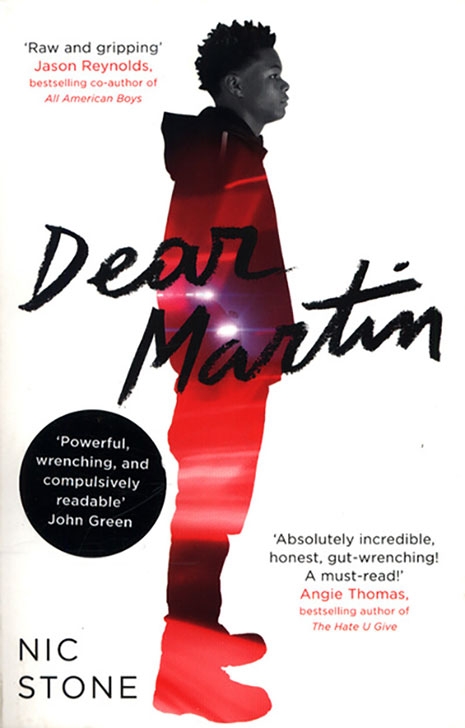 ‘Raw and gripping’
Jason Reynolds,
bestselling co-author of
All American Boys
Dear
Martin
‘Powerful,
wrenching, and
compulsively
readable’
John Green
‘Absolutely incredible,
honest, gut-wrenching!
A must-read!’
Angie Thomas,
bestselling author of
The Hate U Give
NIC
STONE